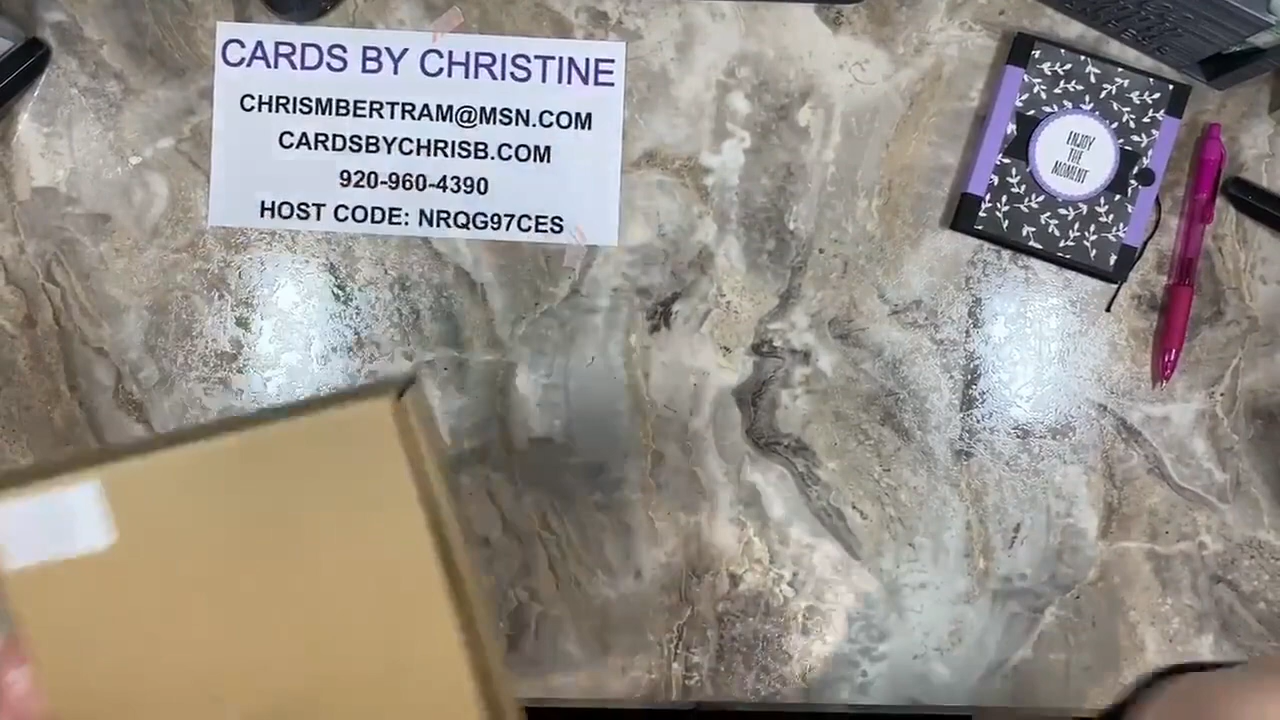 CARDS BY CHRISTINE
CHRISMBERTRAM@MSN.COM
CARDSBYCHRISB.COM
920-960-4390
HOST CODE: NRQG97CES
ENJOY
THE
MOMENT